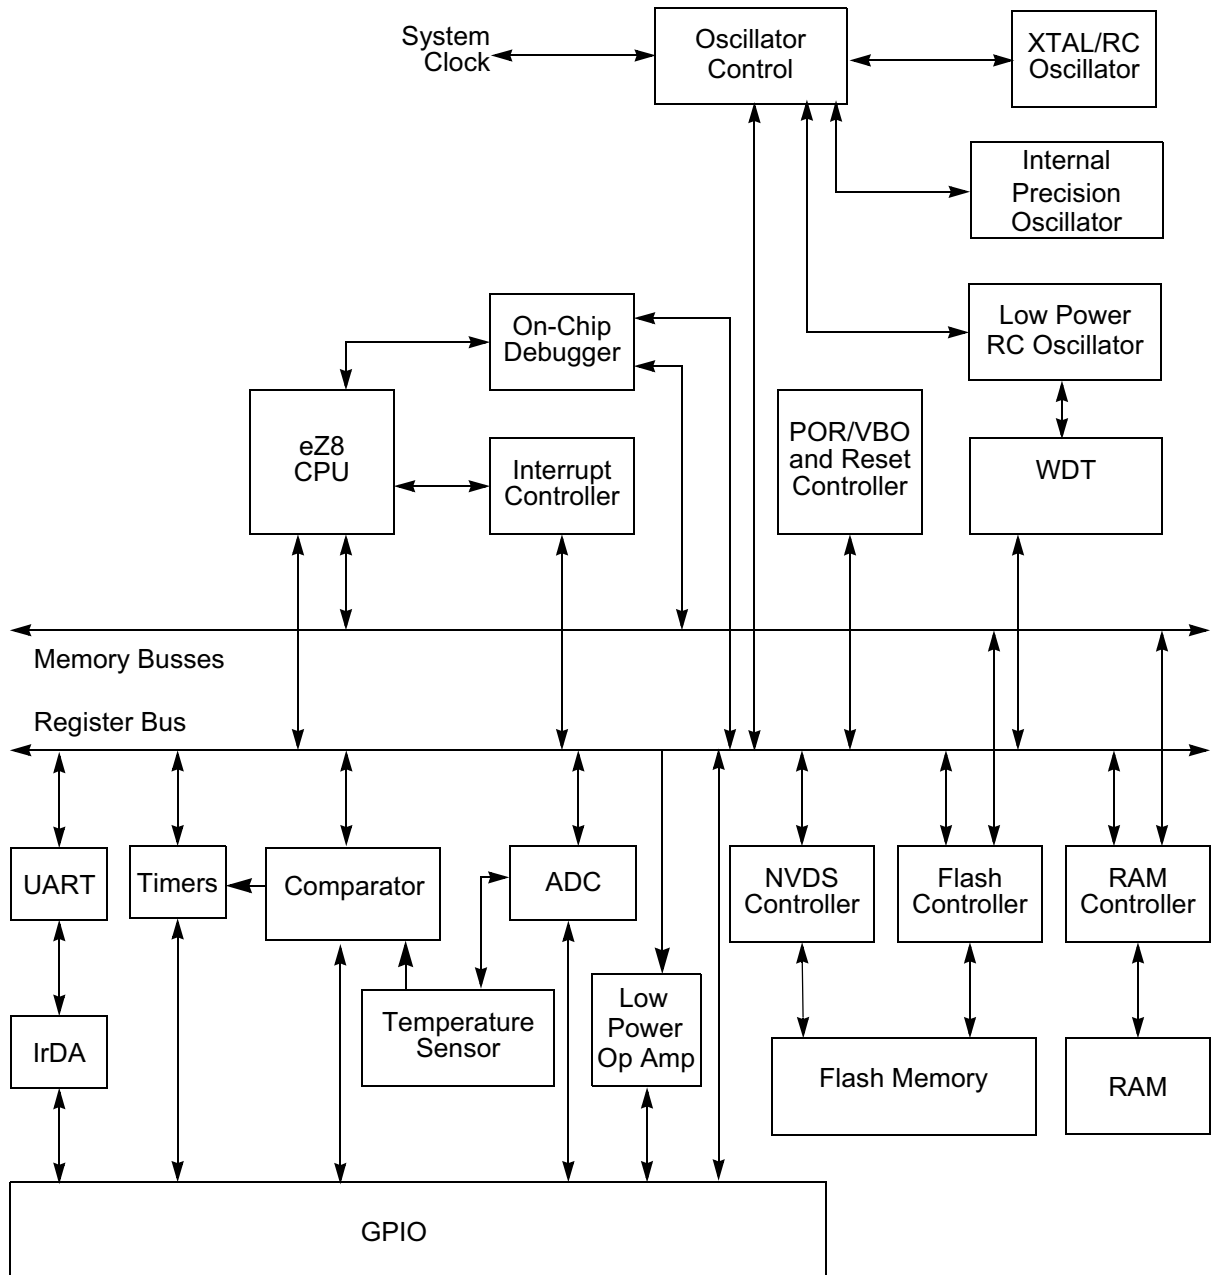 System
Clock
Oscillator
Control
XTAL/RC
Oscillator
Internal
Precision
Oscillator
On-Chip
Debugger
Low Power
RC Oscillator
eZ8
CPU
Interrupt
Controller
POR/VBO
and Reset
Controller
WDT
Memory Busses
Register Bus
UART
Timers
Comparator
ADC
NVDS
Controller
Flash
Controller
RAM
Controller
IrDA
Temperature
Sensor
Low
Power
Op Amp
Flash Memory
RAM
GPIO